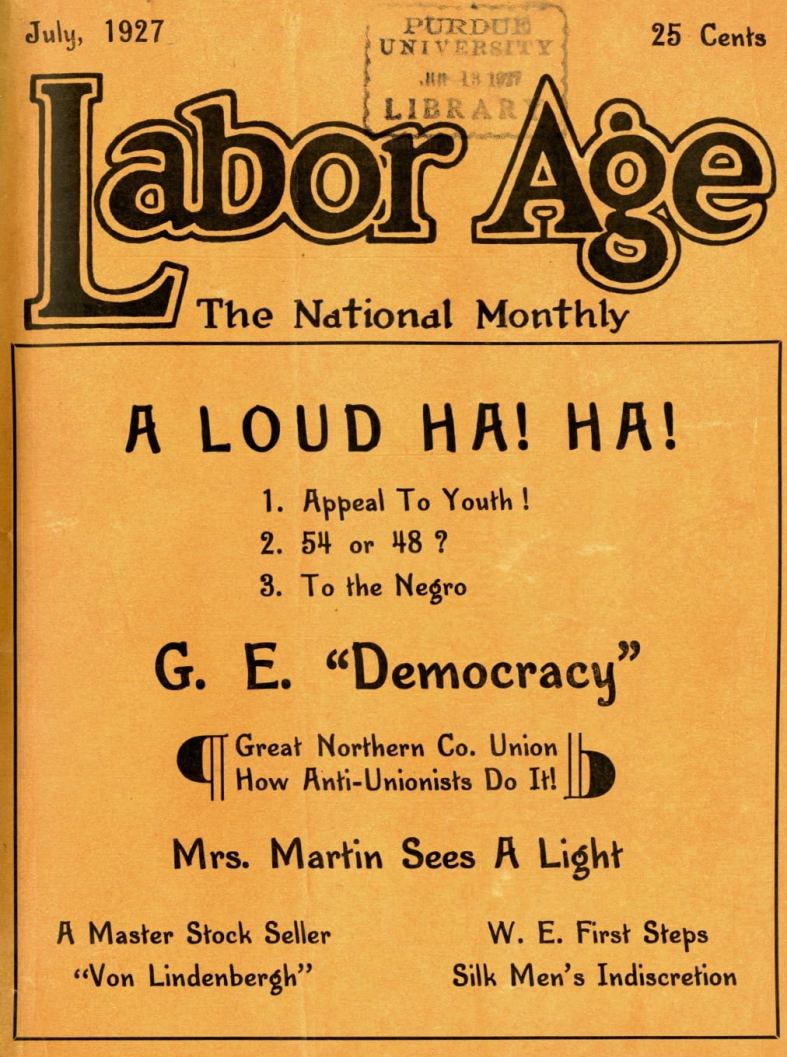 July, 1927
25 Cents
PURDUE
UNIVERSITY
18 1927
LIBRARY
Labor Age
The National Monthly
A LOUD HA! HA!
1. Appeal To Youth!
2. 54 or 48?
3. To the Negro
G. E. “Democracy”
Great Northern Co. Union
How Anti-Unionists Do It!
Mrs. Martin Sees A Light
A Master Stock Seller
“Von Lindenbergh”
W. E. First Steps
Silk Men's Indiscretion